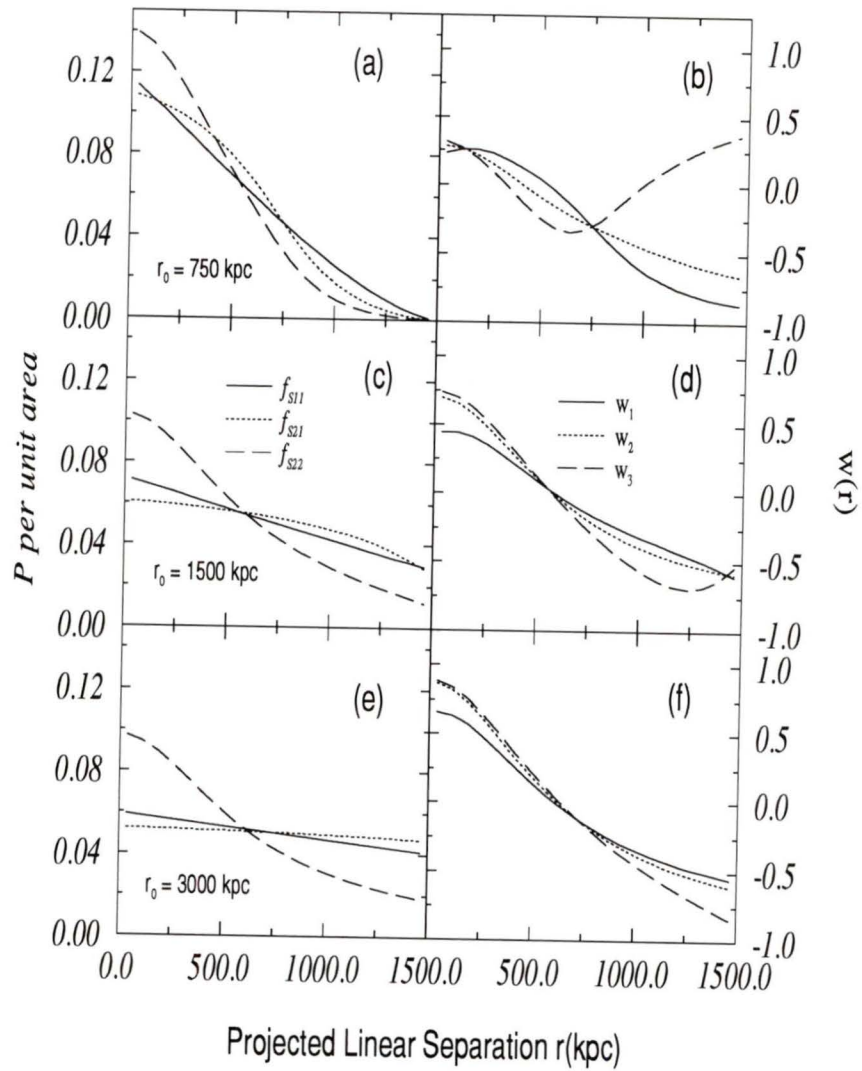 (a)
(b)
0.12
0.08
0.04
0.00
r0 = 750 kpc
1.0
0.5
0.0
-0.5
-1.0
(c)
(d)
0.12
0.08
0.04
0.00
fS11
fS21
fS22
r0 = 1500 kpc
w1
w2
w3
1.0
0.5
0.0
-0.5
-1.0
(e)
(f)
0.12
0.08
0.04
0.00
r0 = 3000 kpc
1.0
0.5
0.0
-0.5
-1.0
P per unit area
w(r)
0.0 500.0 1000.0 1500.0 500.0 1000.0 1500.0
Projected Linear Separation r(kpc)